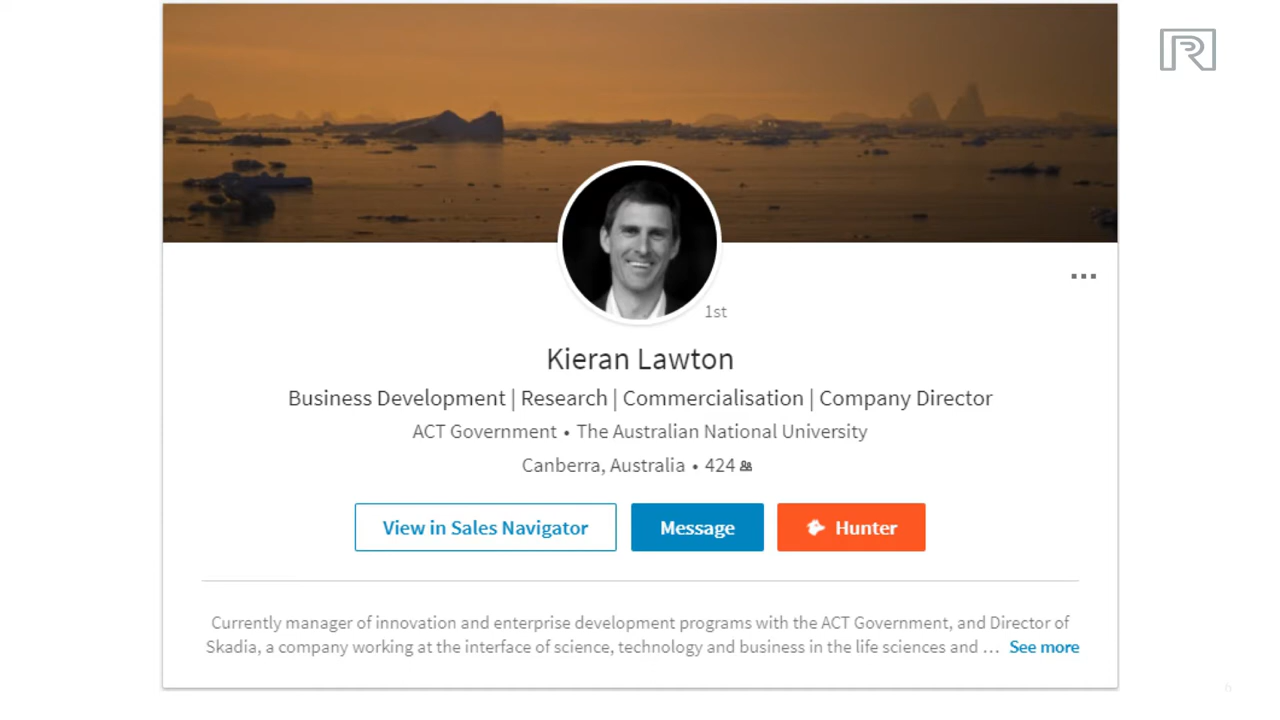 1st
Kieran Lawton
Business Development | Research | Commercialisation | Company Director
ACT Government • The Australian National University
Canberra, Australia • 424
View in Sales Navigator
Message
Hunter
Currently manager of innovation and enterprise development programs with the ACT Government, and Director of
Skadia, a company working at the interface of science, technology and business in the life sciences and … See more
6